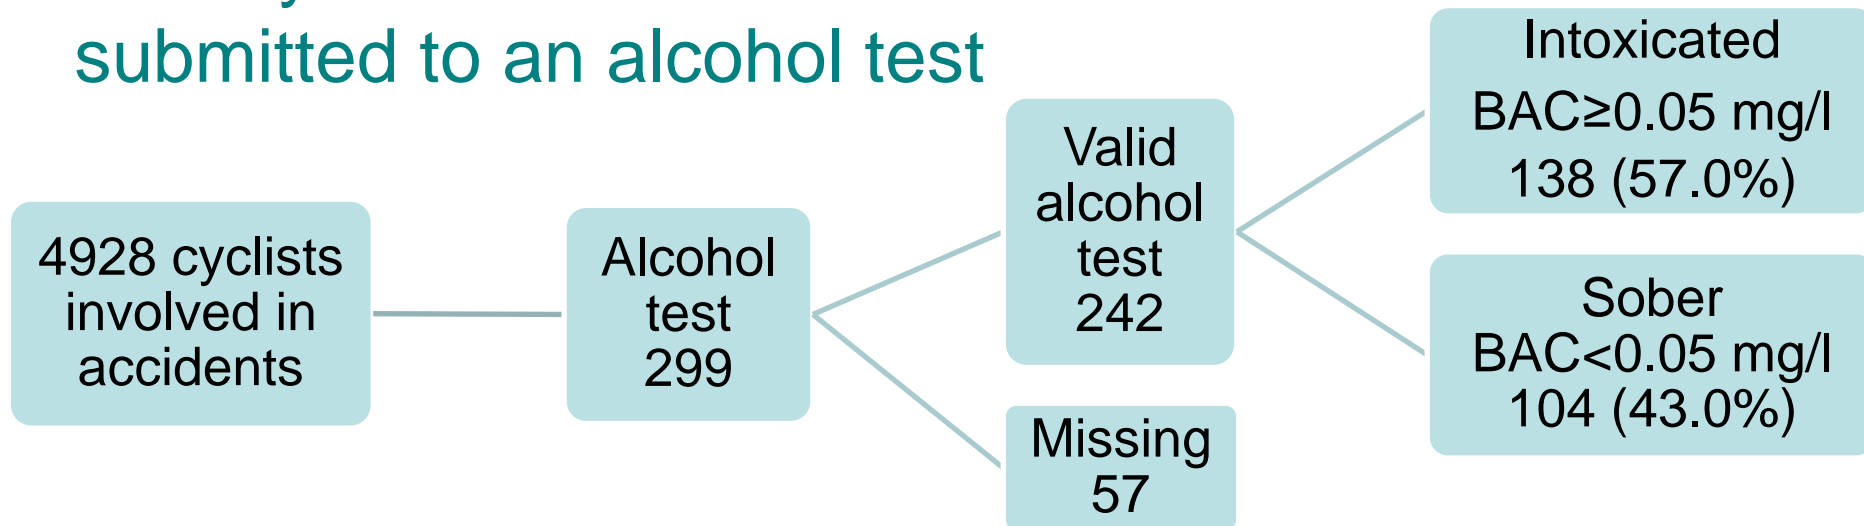 submitted to an alcohol test
4928 cyclists
involved in
accidents
Alcohol
test
299
Valid
alcohol
test
242
Missing
57
Intoxicated
BAC≥0.05 mg/l
138 (57.0%)
Sober
BAC<0.05 mg/l
104 (43.0%)